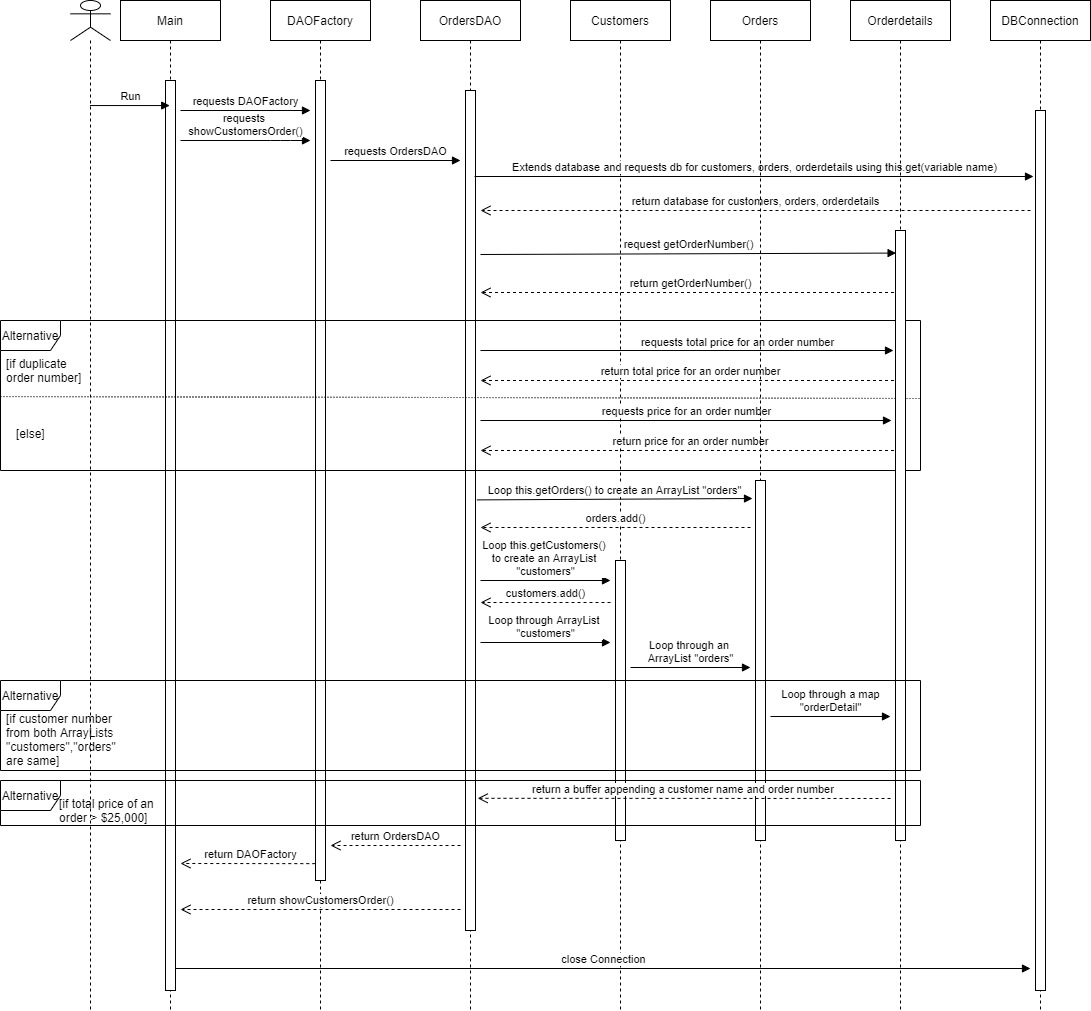 Main
DAOFactory
OrdersDAO
Customers
Orders
Orderdetails
DBConnection
Run
requests DAOFactory
requests
showCustomersOrder()
requests OrdersDAO
Extends database and requests db for customers, orders, orderdetails using this.get(variable name)
return database for customers, orders, orderdetails
request getOrderNumber()
return getOrderNumber()
Alternative
[if duplicate
order number]
requests total price for an order number
return total price for an order number
[else]
requests price for an order number
return price for an order number
Loop this.getOrders() to create an ArrayList "orders"
orders.add()
Loop this.getCustomers()
to create an ArrayList
"customers"
customers.add()
Loop through ArrayList
"customers"
Loop through an
ArrayList "orders"
Alternative
[if customer number
from both ArrayLists
"customers","orders"
are same]
Loop through a map
"orderDetail"
Alternative
[if total price of an
order > $25,000]
return a buffer appending a customer name and order number
return OrdersDAO
return DAOFactory
return showCustomersOrder()
close Connection